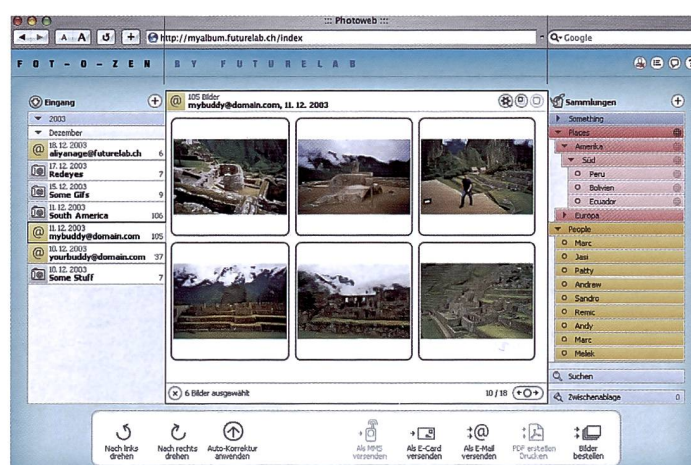 ::: Photoweb :::
A A
http://myalbum.futurelab.ch/index
Q- Google
FOT-O-ZEN BY FUTURELAB
Eingang
2003
Dezember
18. 12. 2003
aliyanage@futurelab.ch 6
17. 12. 2003
Redeyes 7
15. 12. 2003
Some Gifs 9
11. 12. 2003
South America 106
11. 12. 2003
mybuddy@domain.com 105
10. 12. 2003
yourbuddy@domain.com 37
10. 12. 2003
Some Stuff 7
105 Bilder
mybuddy@domain.com, 11. 12. 2003
6 Bilder ausgewählt
10 / 18
Sammlungen
Something
Places
Amerika
Süd
Peru
Bolivien
Ecuador
Europa
People
Marc
Jasi
Patty
Andrew
Sandro
Remic
Andy
Marc
Melek
Suchen
Zwischenablage 0
Nach links
drehen
Nach rechts
drehen
Auto-Korrektur
anwenden
Als MMS
versenden
Als E-Card
versenden
Als E-Mail
versenden
PDF erstellen
Drucken
Bilder
bestellen